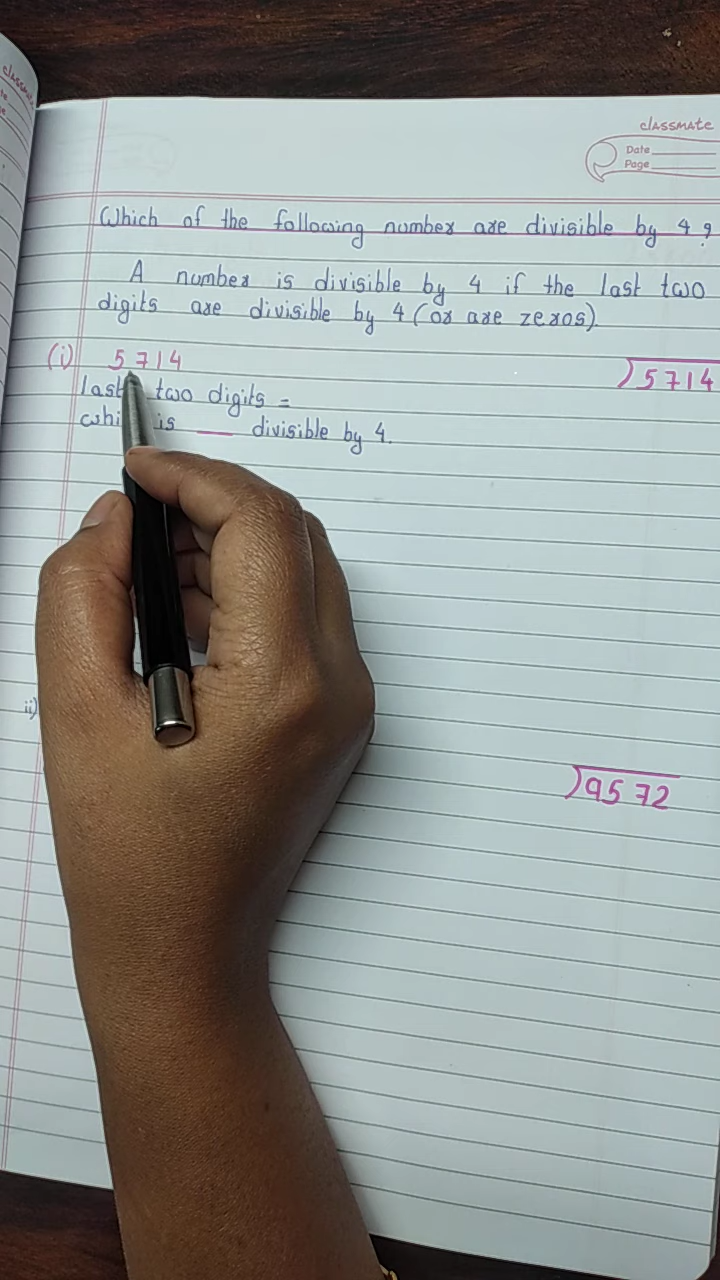 classmate
Date
Page
Which of the following number are divisible by 4 ?
A number is divisible by 4 if the last two
digits are divisible by 4 (or are zeros).
(i) 5714
)5714
last two digits =
whi is __ divisible by 4.
ii)
)9572